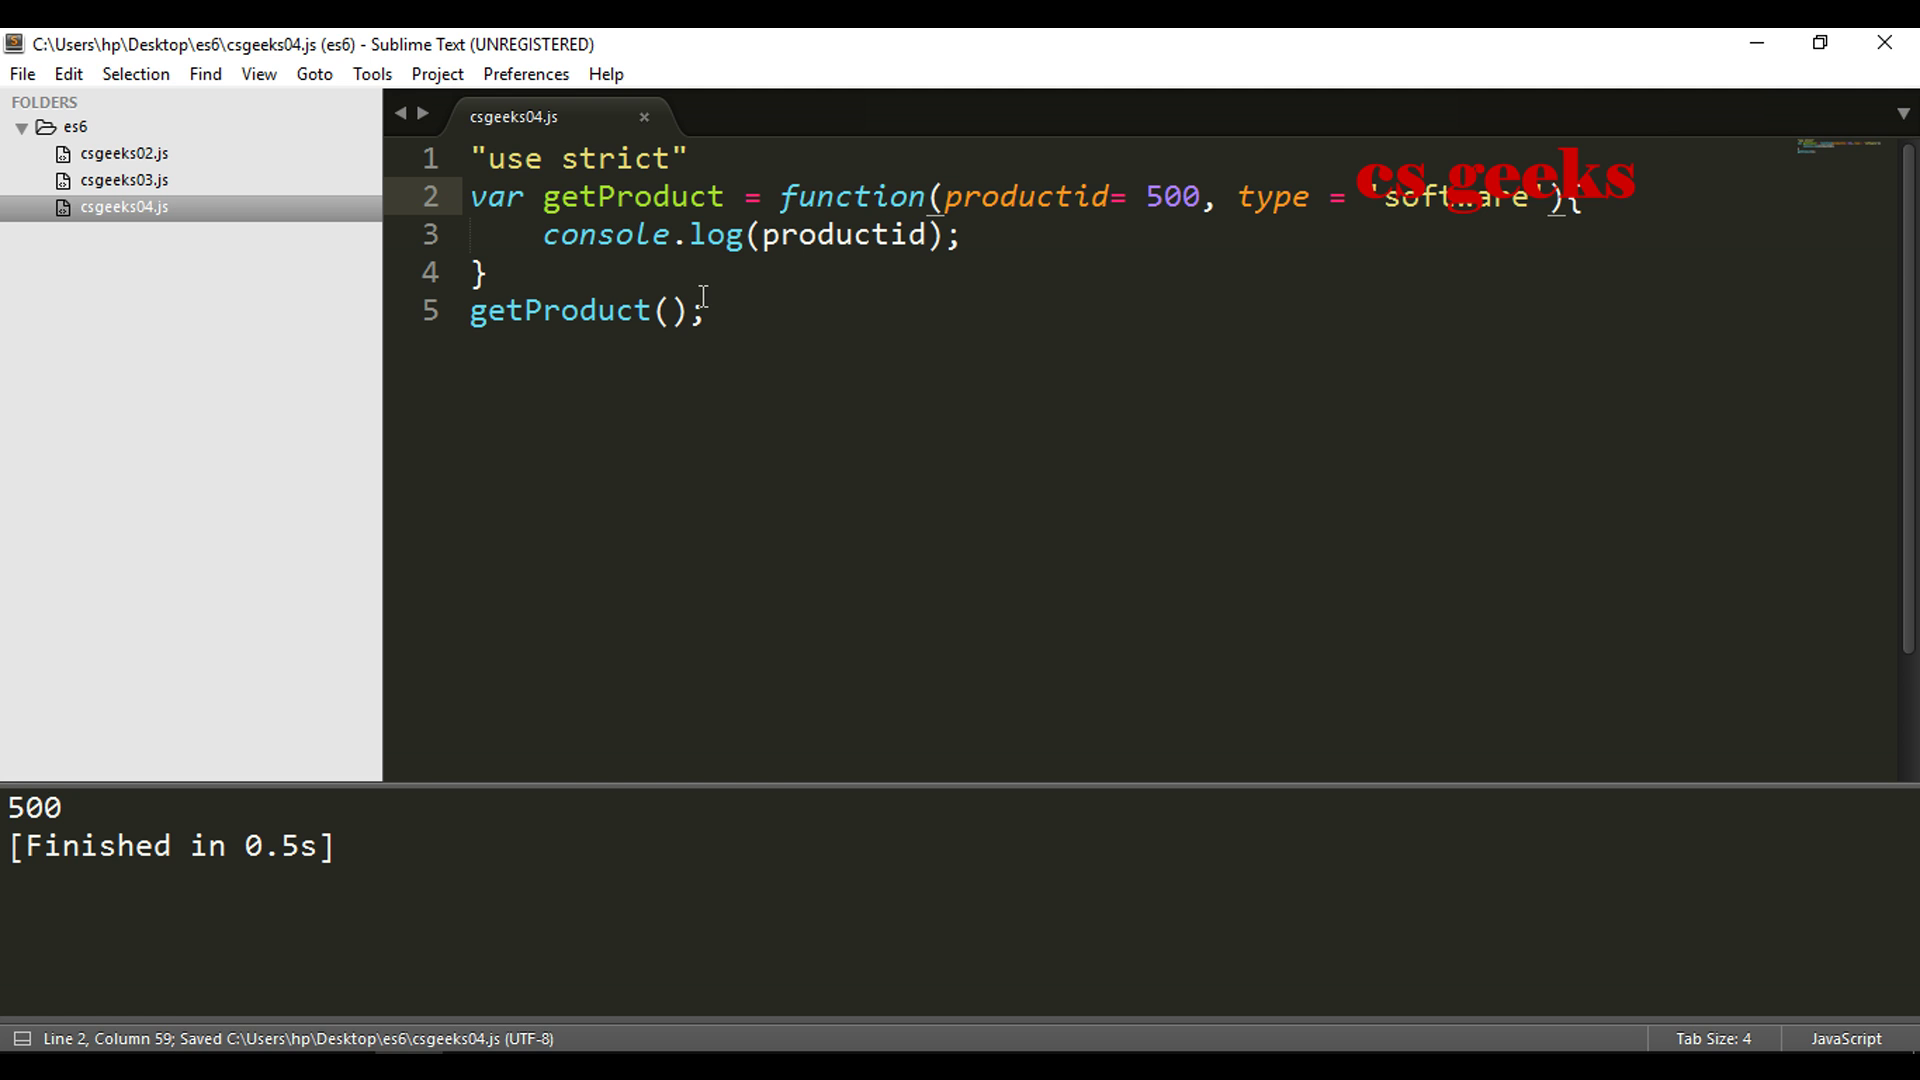 C:\Users\hp\Desktop\es6\csgeeks04.js (es6) - Sublime Text (UNREGISTERED)
File Edit Selection Find View Goto Tools Project Preferences Help
FOLDERS
es6
csgeeks02.js
csgeeks03.js
csgeeks04.js
csgeeks04.js ×
cs geeks
1 "use strict"
2 var getProduct = function(productid= 500, type = 'software'){
3 console.log(productid);
4 }
5 getProduct();
500
[Finished in 0.5s]
Line 2, Column 59; Saved C:\Users\hp\Desktop\es6\csgeeks04.js (UTF-8) Tab Size: 4 JavaScript